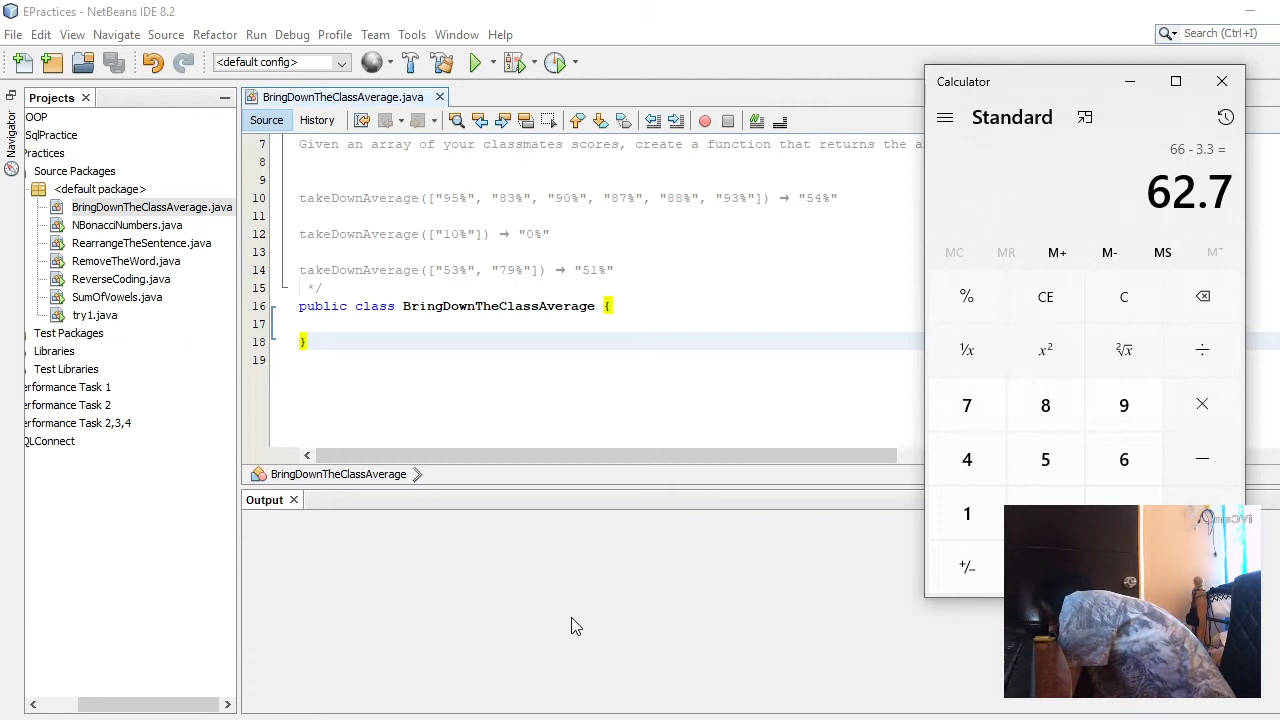 EPractices - NetBeans IDE 8.2
File Edit View Navigate Source Refactor Run Debug Profile Team Tools Window Help
Search (Ctrl+I)
<default config>
Navigator
Projects
OOP
SqlPractice
Practices
Source Packages
<default package>
BringDownTheClassAverage.java
NBonacciNumbers.java
RearrangeTheSentence.java
RemoveTheWord.java
ReverseCoding.java
SumOfVowels.java
try1.java
Test Packages
Libraries
Test Libraries
erformance Task 1
erformance Task 2
erformance Task 2,3,4
QLConnect
BringDownTheClassAverage.java
Source History
7 Given an array of your classmates scores, create a function that returns the a
8
9
10 takeDownAverage(["95%", "83%", "90%", "87%", "88%", "93%"]) → "54%"
11
12 takeDownAverage(["10%"]) → "0%"
13
14 takeDownAverage(["53%", "79%"]) → "51%"
15 */
16 public class BringDownTheClassAverage {
17
18 }
19
BringDownTheClassAverage
Output
Calculator
Standard
66 - 3.3 =
62.7
MC MR M+ M- MS M˅
% CE C
⅟x x² ²√x ÷
7 8 9 ×
4 5 6 −
1
+/−